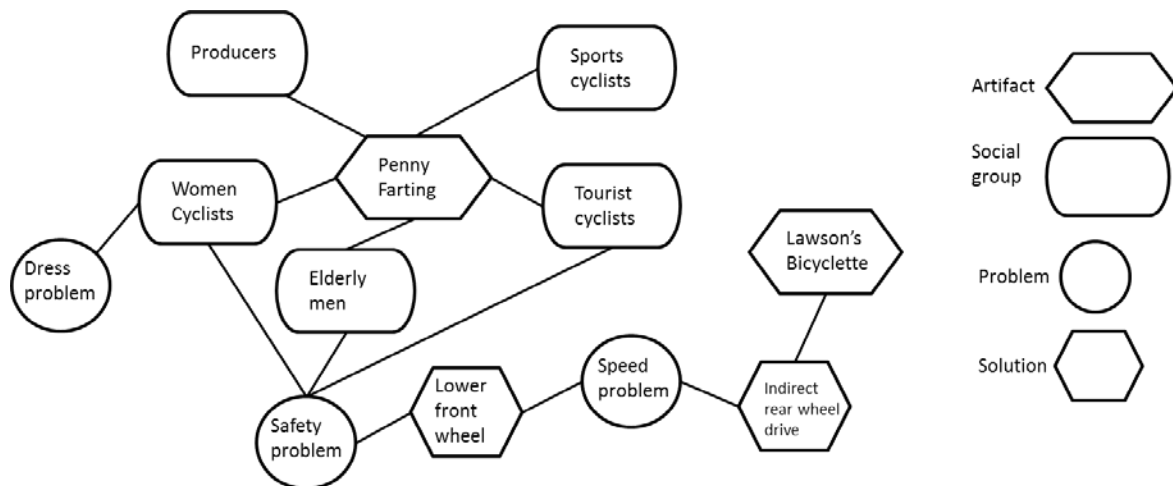 Producers
Sports
cyclists
Artifact
Penny
Farting
Social
group
Women
Cyclists
Tourist
cyclists
Lawson's
Bicyclette
Dress
problem
Elderly
men
Problem
Speed
problem
Solution
Lower
front
wheel
Indirect
rear wheel
drive
Safety
problem